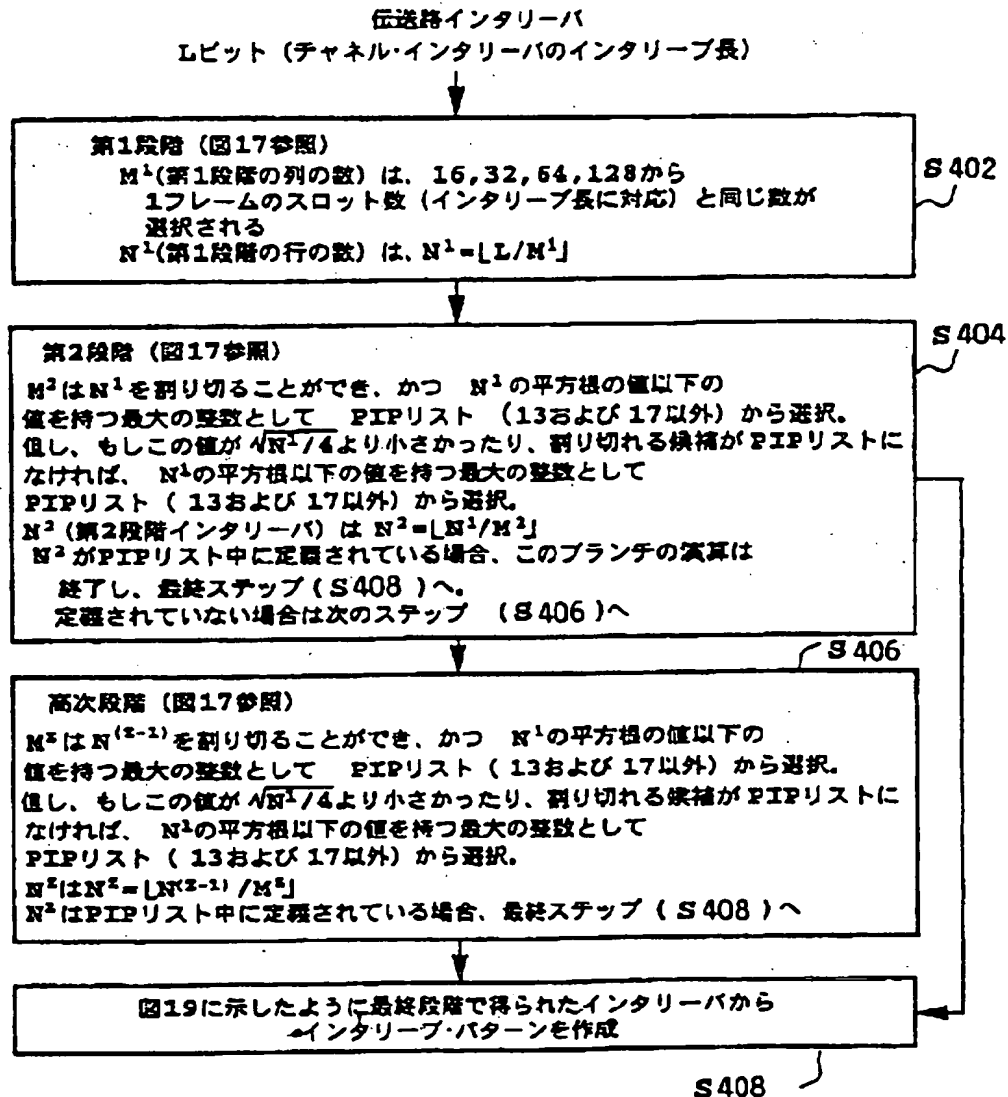 伝送路インタリーバ
Lビット (チャネル・インタリーバのインタリーブ長)
第1段階 (図17参照)
M¹(第1段階の列の数) は、16,32,64,128から
1フレームのスロット数 (インタリーブ長に対応) と同じ数が
選択される
N¹(第1段階の行の数) は、N¹=⌊L/M¹⌋
S402
第2段階 (図17参照)
M²はN¹を割り切ることができ、かつ N¹の平方根の値以下の
値を持つ最大の整数として PIPリスト (13および17以外) から選択。
但し、もしこの値が√N¹/4より小さかったり、割り切れる候補がPIPリストに
なければ、 N¹の平方根以下の値を持つ最大の整数として
PIPリスト ( 13および17以外) から選択。
N² (第2段階インタリーバ) は N²=⌊N¹/M²⌋
N²がPIPリスト中に定義されている場合、このブランチの演算は
終了し、最終ステップ (S408) へ。
定義されていない場合は次のステップ (S406)へ
S404
S406
高次段階 (図17参照)
MᶻはN⁽ᶻ⁻¹⁾を割り切ることができ、かつ N¹の平方根の値以下の
値を持つ最大の整数として PIPリスト ( 13および17以外) から選択。
但し、もしこの値が√N¹/4より小さかったり、割り切れる候補がPIPリストに
なければ、 N¹の平方根以下の値を持つ最大の整数として
PIPリスト ( 13および17以外) から選択。
NᶻはNᶻ=⌊N⁽ᶻ⁻¹⁾/Mᶻ⌋
NᶻはPIPリスト中に定義されている場合、最終ステップ ( S408 ) へ
図19に示したように最終段階で得られたインタリーバから
インタリーブ・パターンを作成
S408